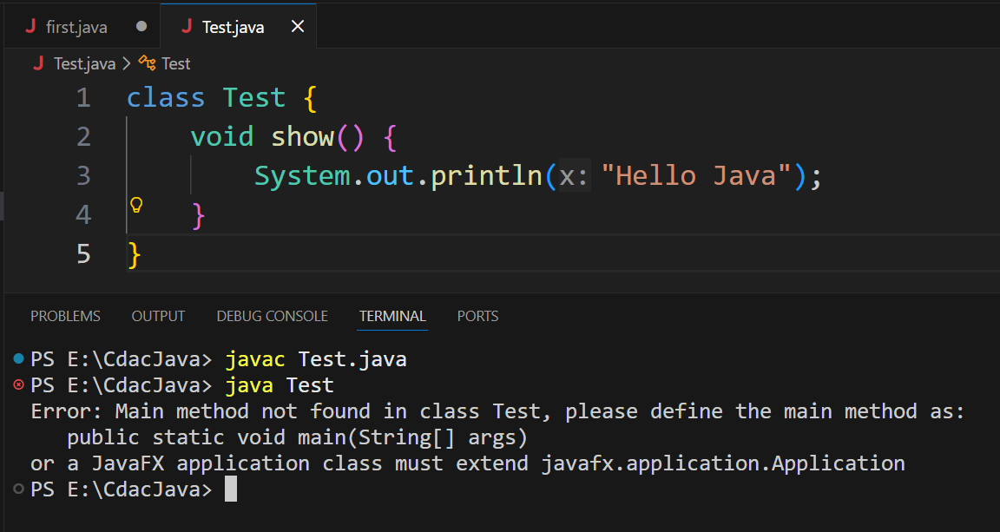 J first.java ● J Test.java ×
J Test.java > Test
1 class Test {
2     void show() {
3         System.out.println(x: "Hello Java");
4     }
5 }
PROBLEMS OUTPUT DEBUG CONSOLE TERMINAL PORTS
PS E:\CdacJava> javac Test.java
PS E:\CdacJava> java Test
Error: Main method not found in class Test, please define the main method as:
   public static void main(String[] args)
or a JavaFX application class must extend javafx.application.Application
PS E:\CdacJava>